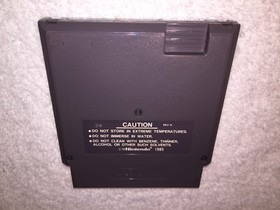 CAUTION
•DO NOT STORE IN EXTREME TEMPERATURES.
•DO NOT IMMERSE IN WATER.
•DO NOT CLEAN WITH BENZENE, THINNER,
ALCOHOL OR OTHER SUCH SOLVENTS.
©Nintendo 1985